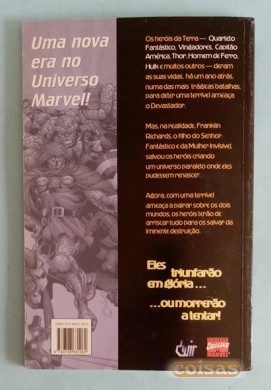 Uma nova
era no
Universo
Marvel!
Os heróis da Terra — Quarteto
Fantástico, Vingadores, Capitão
América, Thor, Homem de Ferro,
Hulk e muitos outros — deram
as suas vidas, há um ano atrás,
numa das mais trágicas batalhas,
para deter uma terrível ameaça:
o Devastador.
Mas, na realidade, Franklin
Richards, o filho do Senhor
Fantástico e da Mulher Invisível,
salvou os heróis criando
um universo paralelo onde eles
pudessem renascer.
Agora, com uma terrível
ameaça a pairar sobre os dois
mundos, os heróis terão de
arriscar tudo para os salvar da
iminente destruição.
Eles
triunfarão
em glória...
...ou morrerão
a tentar!
devir
MARVEL
coisas